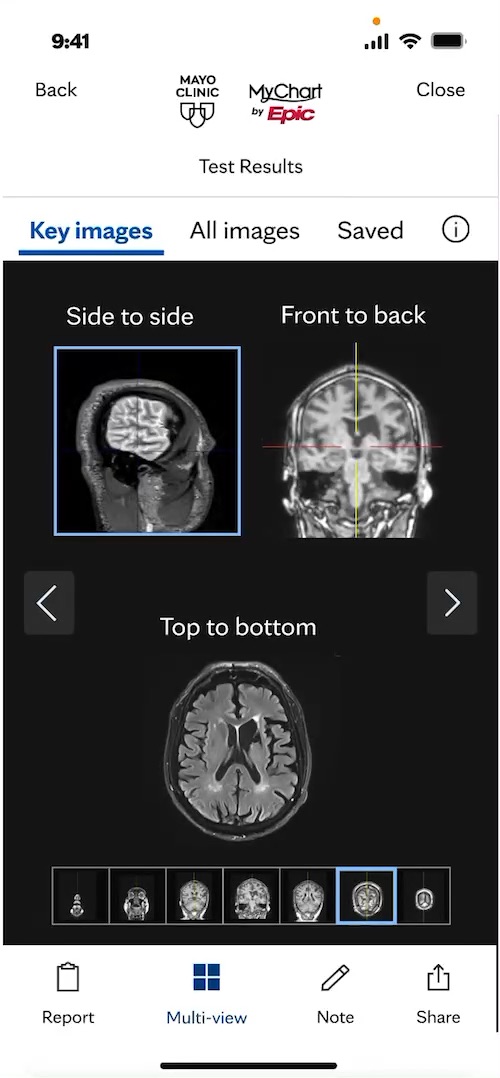 9:41
Back
MAYO
CLINIC
MyChart
by Epic
Close
Test Results
Key images
All images
Saved
Side to side
Front to back
Top to bottom
Report
Multi-view
Note
Share